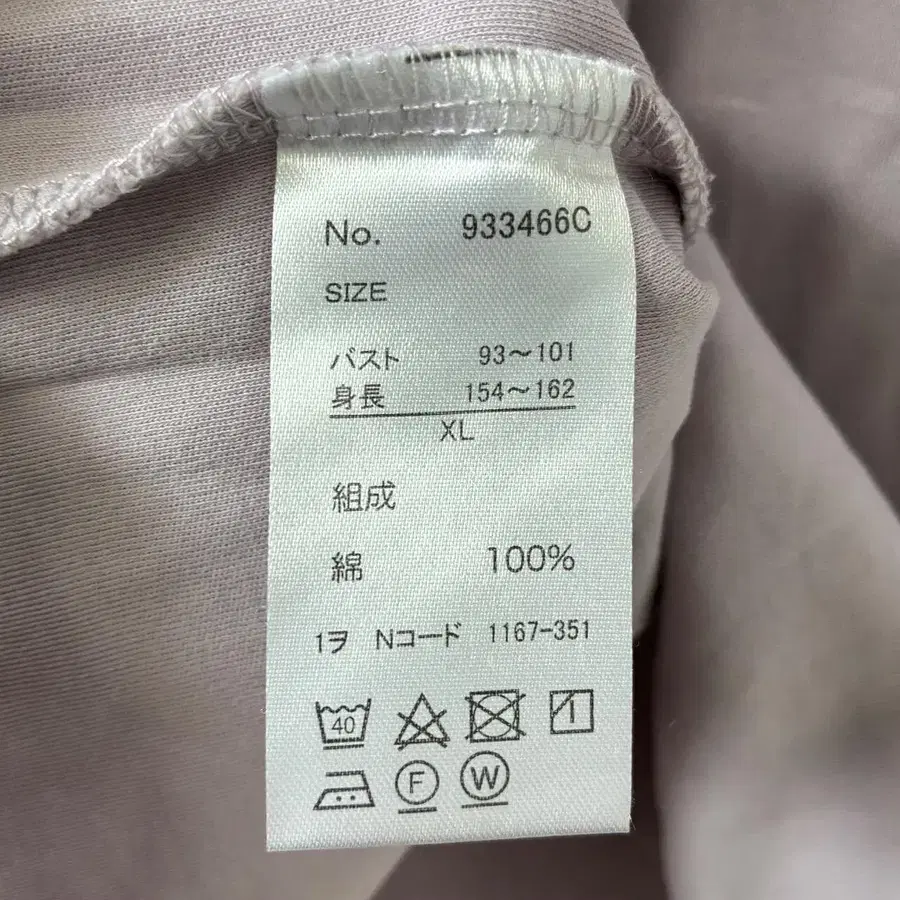 No. 933466C
SIZE
バスト 93～101
身長 154～162
XL
組成
綿 100%
1ヲ Nコード 1167-351
40
F W